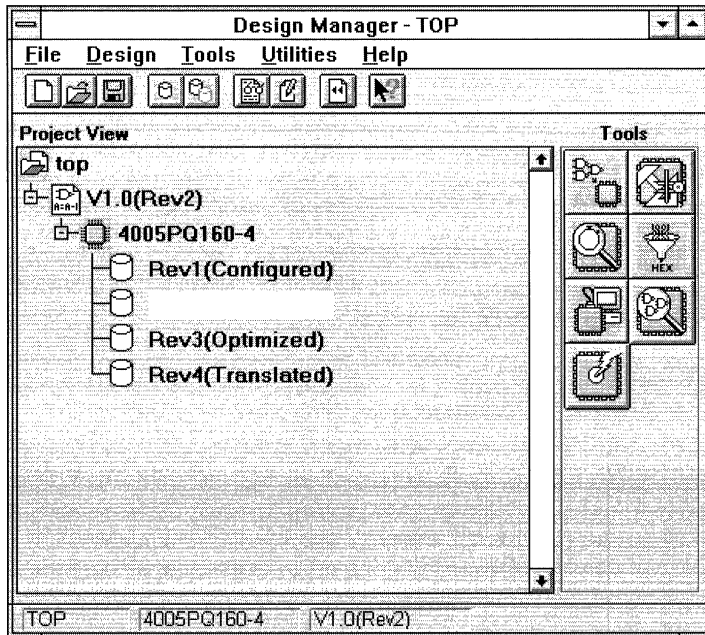 Design Manager - TOP
File Design Tools Utilities Help
Project View
Tools
top
V1.0(Rev2)
4005PQ160-4
Rev1(Configured)
Rev3(Optimized)
Rev4(Translated)
HEX
TOP 4005PQ160-4 V1.0(Rev2)